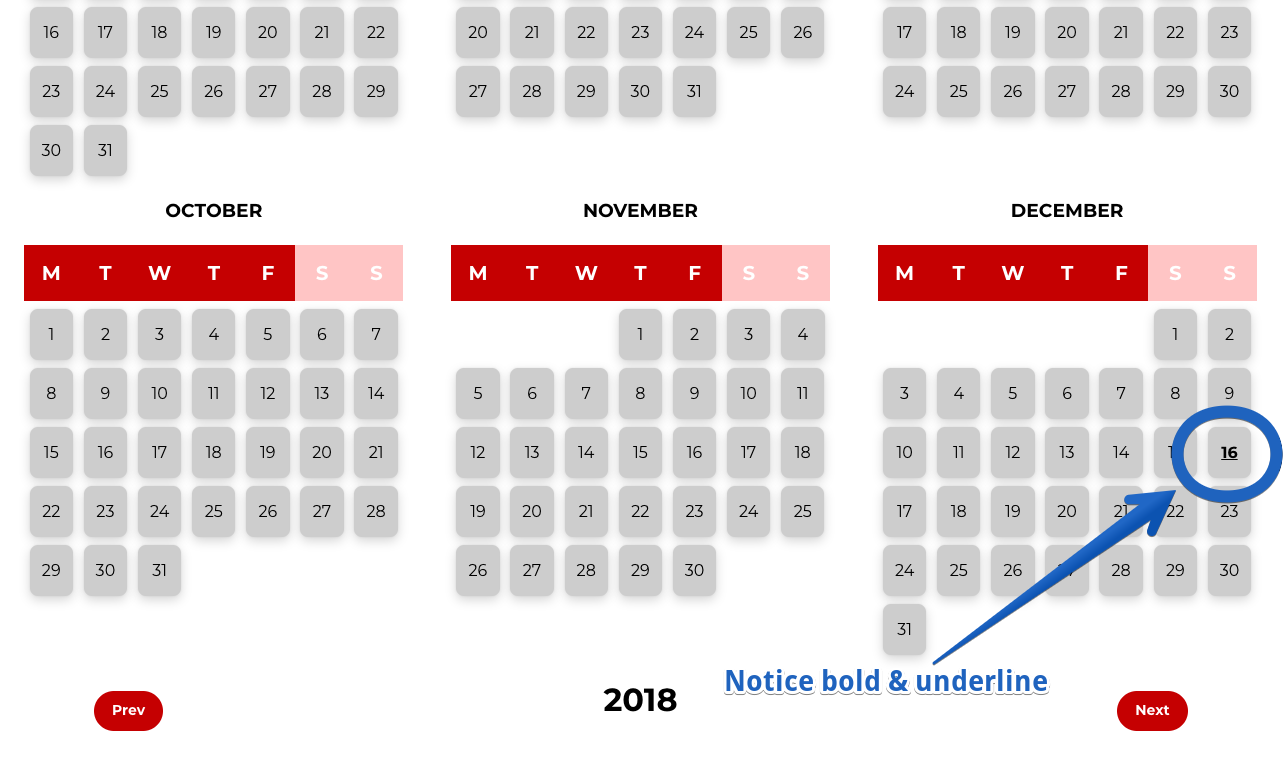 16 17 18 19 20 21 22
23 24 25 26 27 28 29
30 31
20 21 22 23 24 25 26
27 28 29 30 31
17 18 19 20 21 22 23
24 25 26 27 28 29 30
OCTOBER
M T W T F S S
1 2 3 4 5 6 7
8 9 10 11 12 13 14
15 16 17 18 19 20 21
22 23 24 25 26 27 28
29 30 31
NOVEMBER
M T W T F S S
1 2 3 4
5 6 7 8 9 10 11
12 13 14 15 16 17 18
19 20 21 22 23 24 25
26 27 28 29 30
DECEMBER
M T W T F S S
1 2
3 4 5 6 7 8 9
10 11 12 13 14 16
17 18 19 20 21 22 23
24 25 26 27 28 29 30
31
Notice bold & underline
Prev
2018
Next